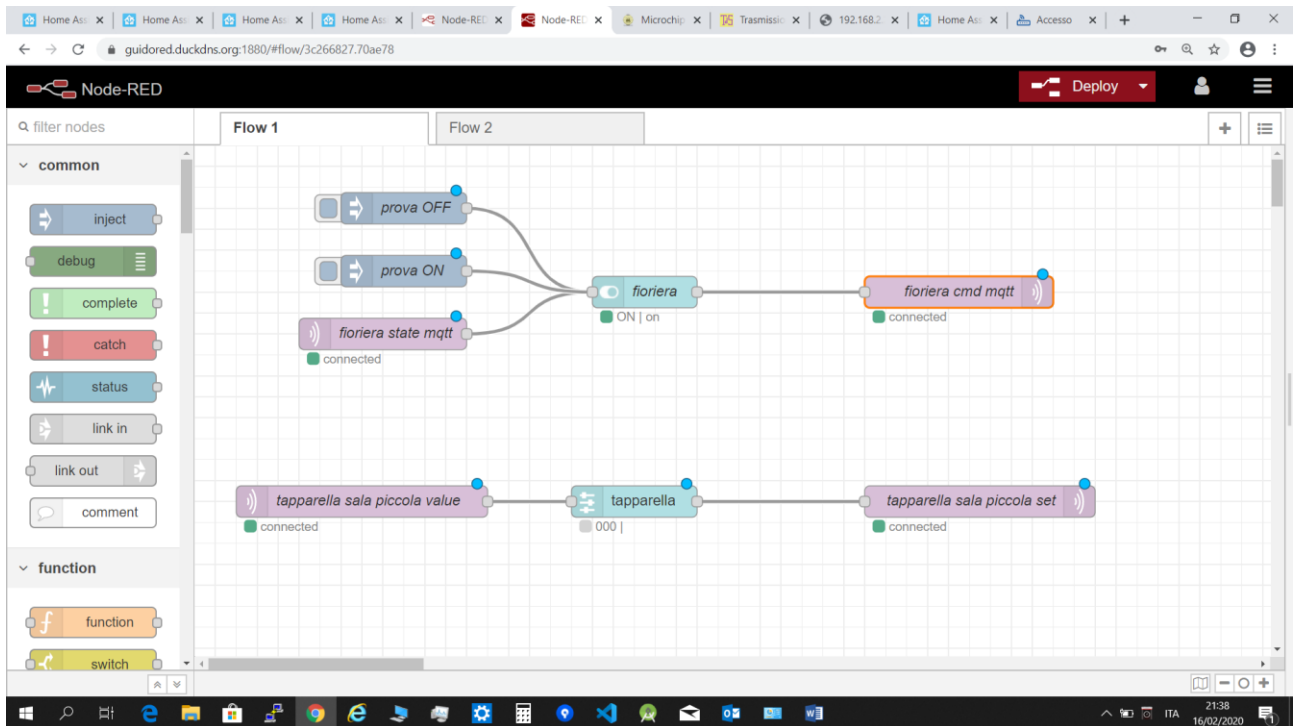 Home Ass
Home Ass
Home Ass
Home Ass
Node-RED
Node-RED
Microchip
Trasmissio
192.168.2.
Home Ass
Accesso
guidored.duckdns.org:1880/#flow/3c266827.70ae78
Node-RED
Deploy
filter nodes
Flow 1
Flow 2
common
inject
debug
complete
catch
status
link in
link out
comment
function
function
switch
prova OFF
prova ON
fioriera state mqtt
connected
fioriera
ON | on
fioriera cmd mqtt
connected
tapparella sala piccola value
connected
tapparella
000 |
tapparella sala piccola set
connected
ITA
21:38
16/02/2020